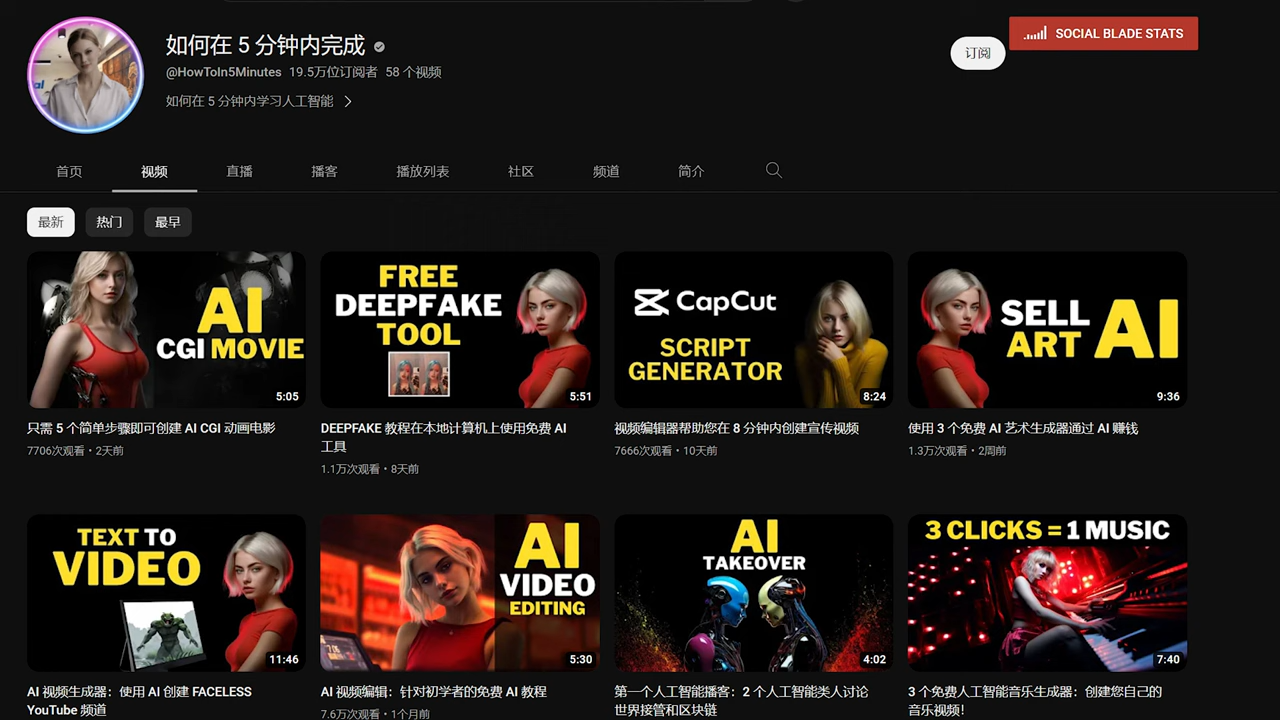 如何在 5 分钟内完成
SOCIAL BLADE STATS
订阅
@HowToIn5Minutes 19.5万位订阅者 58 个视频
如何在 5 分钟内学习人工智能
首页 视频 直播 播客 播放列表 社区 频道 简介
最新 热门 最早
AI
CGI MOVIE
5:05
FREE
DEEPFAKE
TOOL
5:51
CapCut
SCRIPT
GENERATOR
8:24
SELL
ART AI
9:36
只需 5 个简单步骤即可创建 AI CGI 动画电影
7706次观看・2天前
DEEPFAKE 教程在本地计算机上使用免费 AI
工具
1.1万次观看・8天前
视频编辑器帮助您在 8 分钟内创建宣传视频
7666次观看・10天前
使用 3 个免费 AI 艺术生成器通过 AI 赚钱
1.3万次观看・2周前
TEXT TO
VIDEO
11:46
AI
VIDEO
EDITING
5:30
AI
TAKEOVER
4:02
3 CLICKS = 1 MUSIC
7:40
AI 视频生成器：使用 AI 创建 FACELESS
YouTube 频道
AI 视频编辑：针对初学者的免费 AI 教程
7.6万次观看・1个月前
第一个人工智能播客：2 个人工智能类人讨论
世界接管和区块链
3 个免费人工智能音乐生成器：创建您自己的
音乐视频！